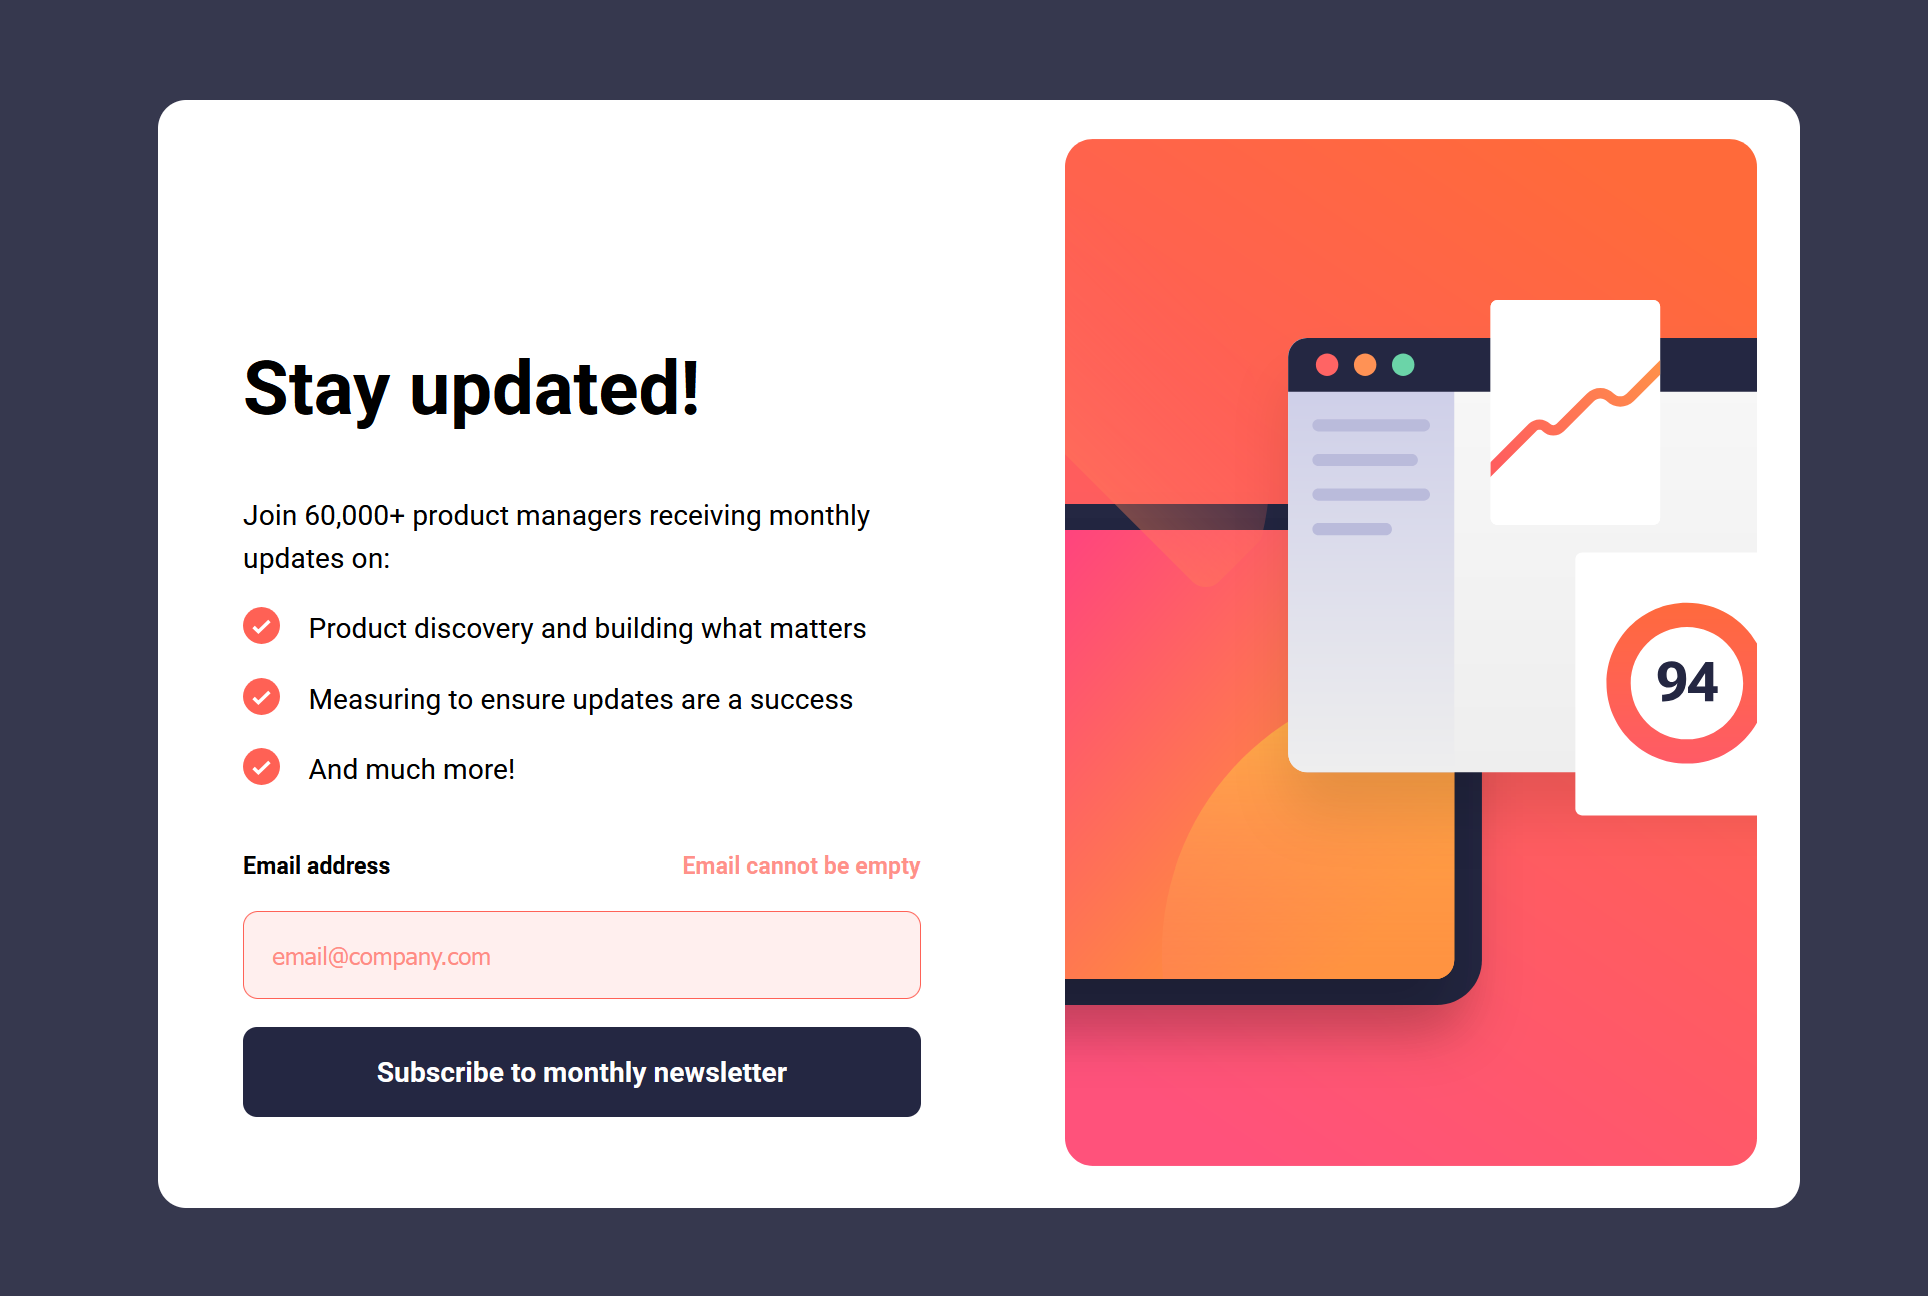 Stay updated!
Join 60,000+ product managers receiving monthly
updates on:
Product discovery and building what matters
Measuring to ensure updates are a success
And much more!
Email address
Email cannot be empty
email@company.com
Subscribe to monthly newsletter
94